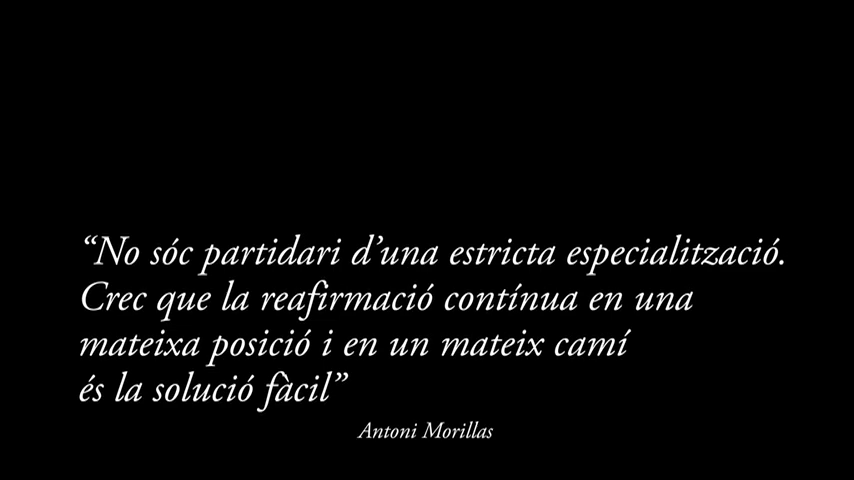 “No sóc partidari d’una estricta especialització.
Crec que la reafirmació contínua en una
mateixa posició i en un mateix camí
és la solució fàcil”
Antoni Morillas